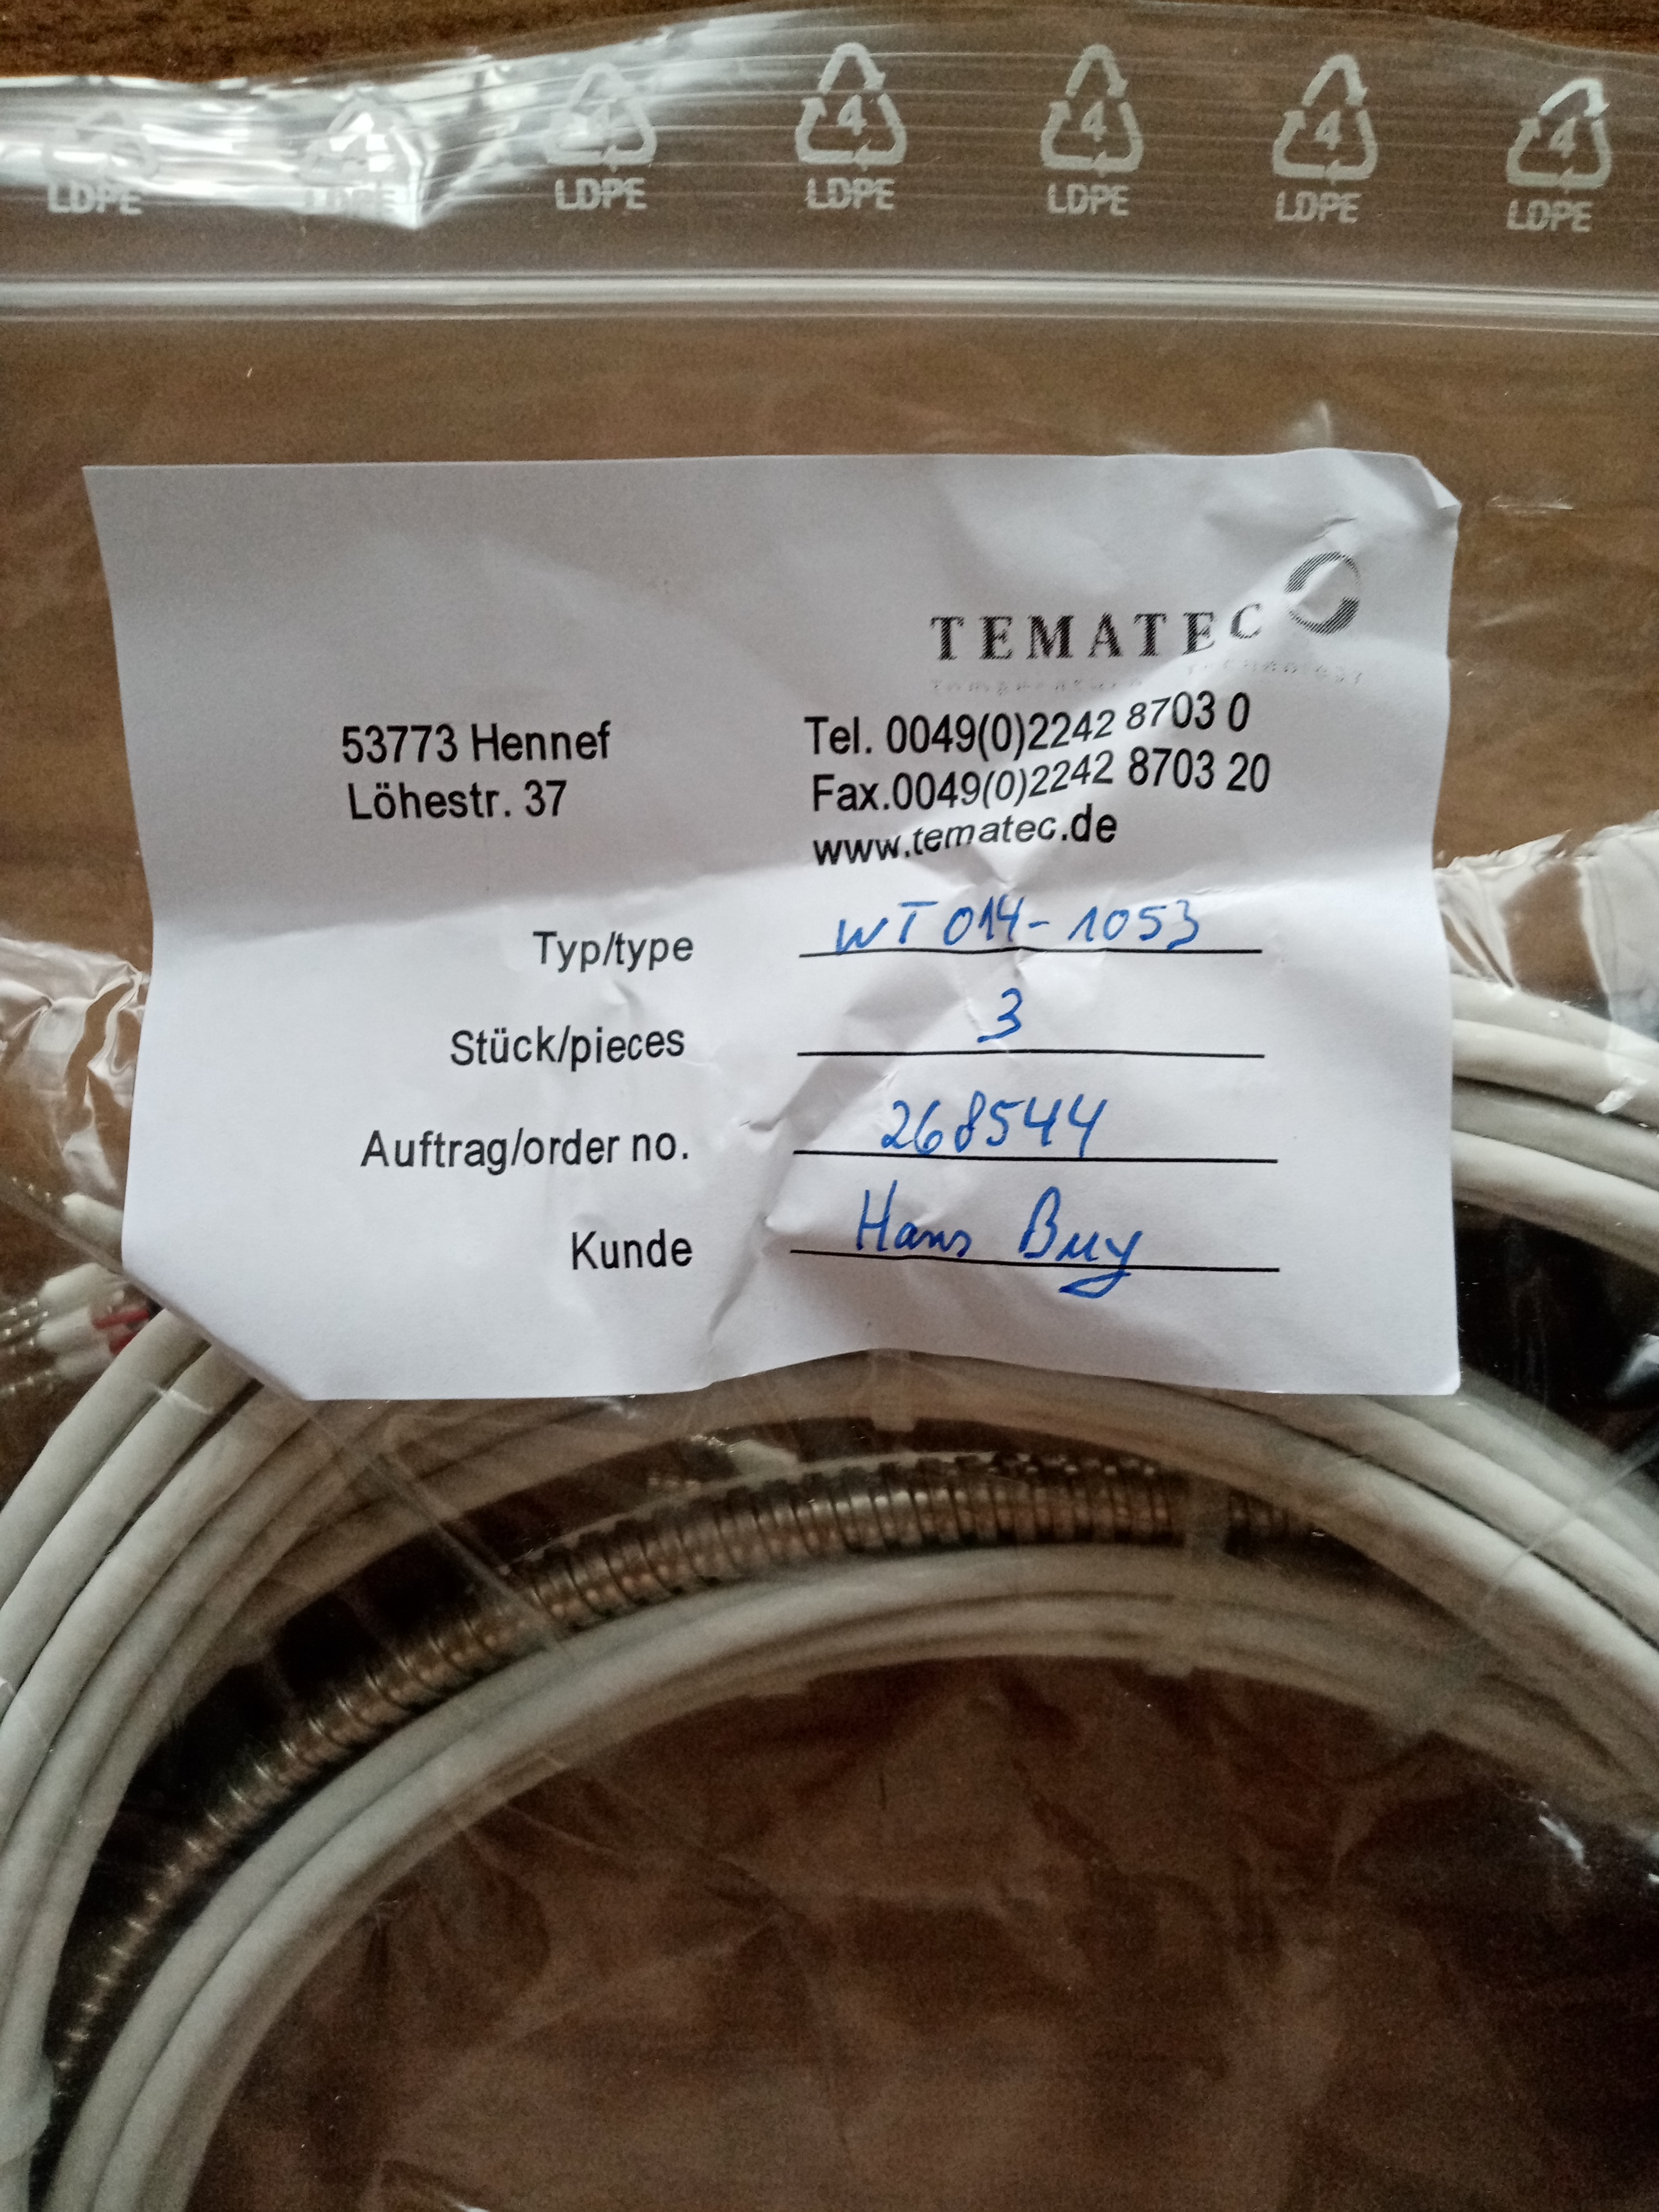 4 4 4 4 4
LDPE LDPE LDPE LDPE LDPE LDPE LDPE
TEMATEC
53773 Hennef
Löhestr. 37
Tel. 0049(0)2242 8703 0
Fax.0049(0)2242 8703 20
www.tematec.de
Typ/type WT 014-1053
Stück/pieces 3
Auftrag/order no. 268544
Kunde Hans Buy